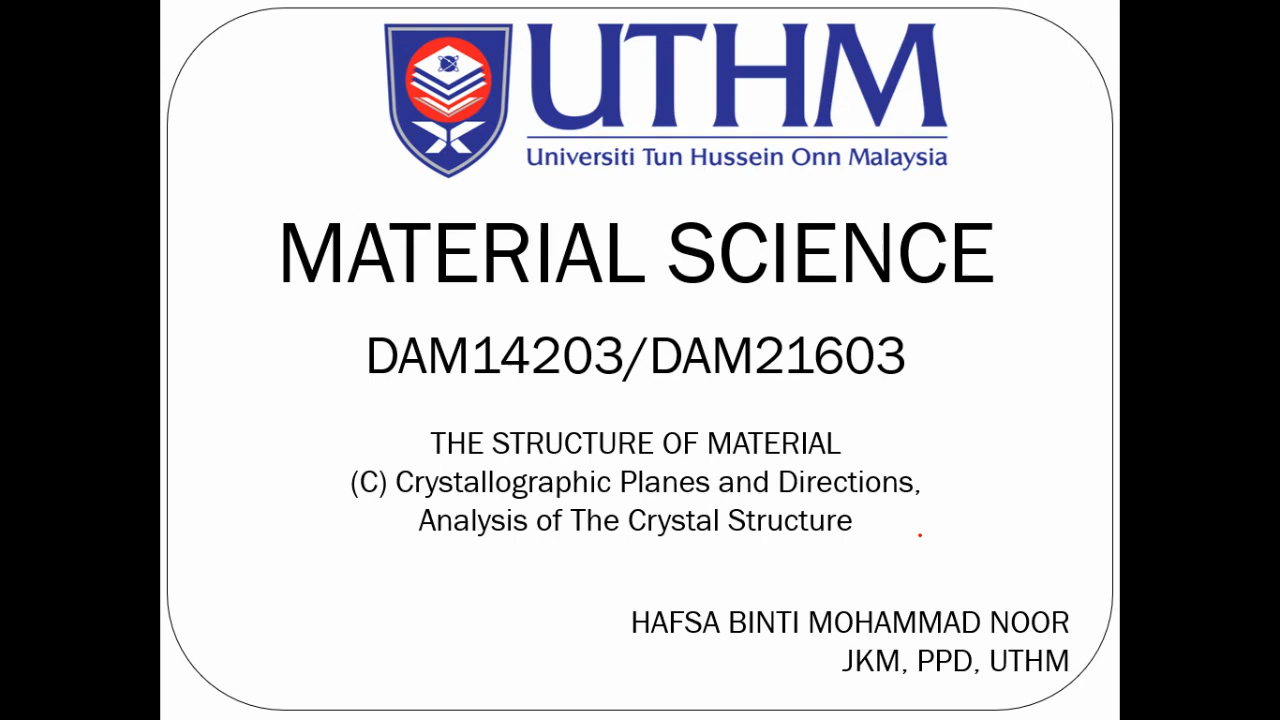 UTHM
Universiti Tun Hussein Onn Malaysia
MATERIAL SCIENCE
DAM14203/DAM21603
THE STRUCTURE OF MATERIAL
(C) Crystallographic Planes and Directions,
Analysis of The Crystal Structure
HAFSA BINTI MOHAMMAD NOOR
JKM, PPD, UTHM